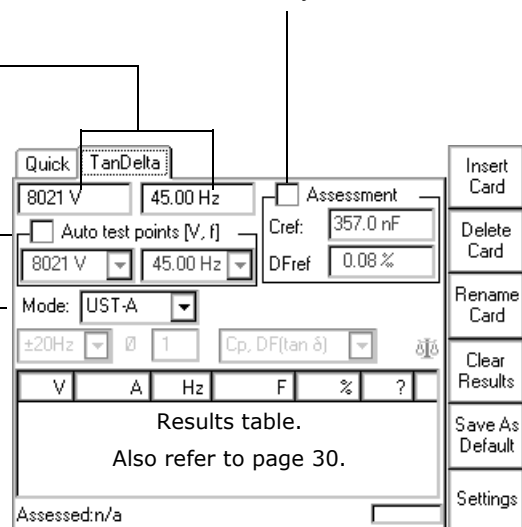 Quick TanDelta
8021 V 45.00 Hz
Assessment
Auto test points [V, f]
Cref: 357.0 nF
8021 V 45.00 Hz
DFref 0.08 %
Mode: UST-A
±20Hz Ø 1 Cp, DF(tan δ)
V A Hz F % ?
Results table.
Also refer to page 30.
Assessed:n/a
Insert
Card
Delete
Card
Rename
Card
Clear
Results
Save As
Default
Settings